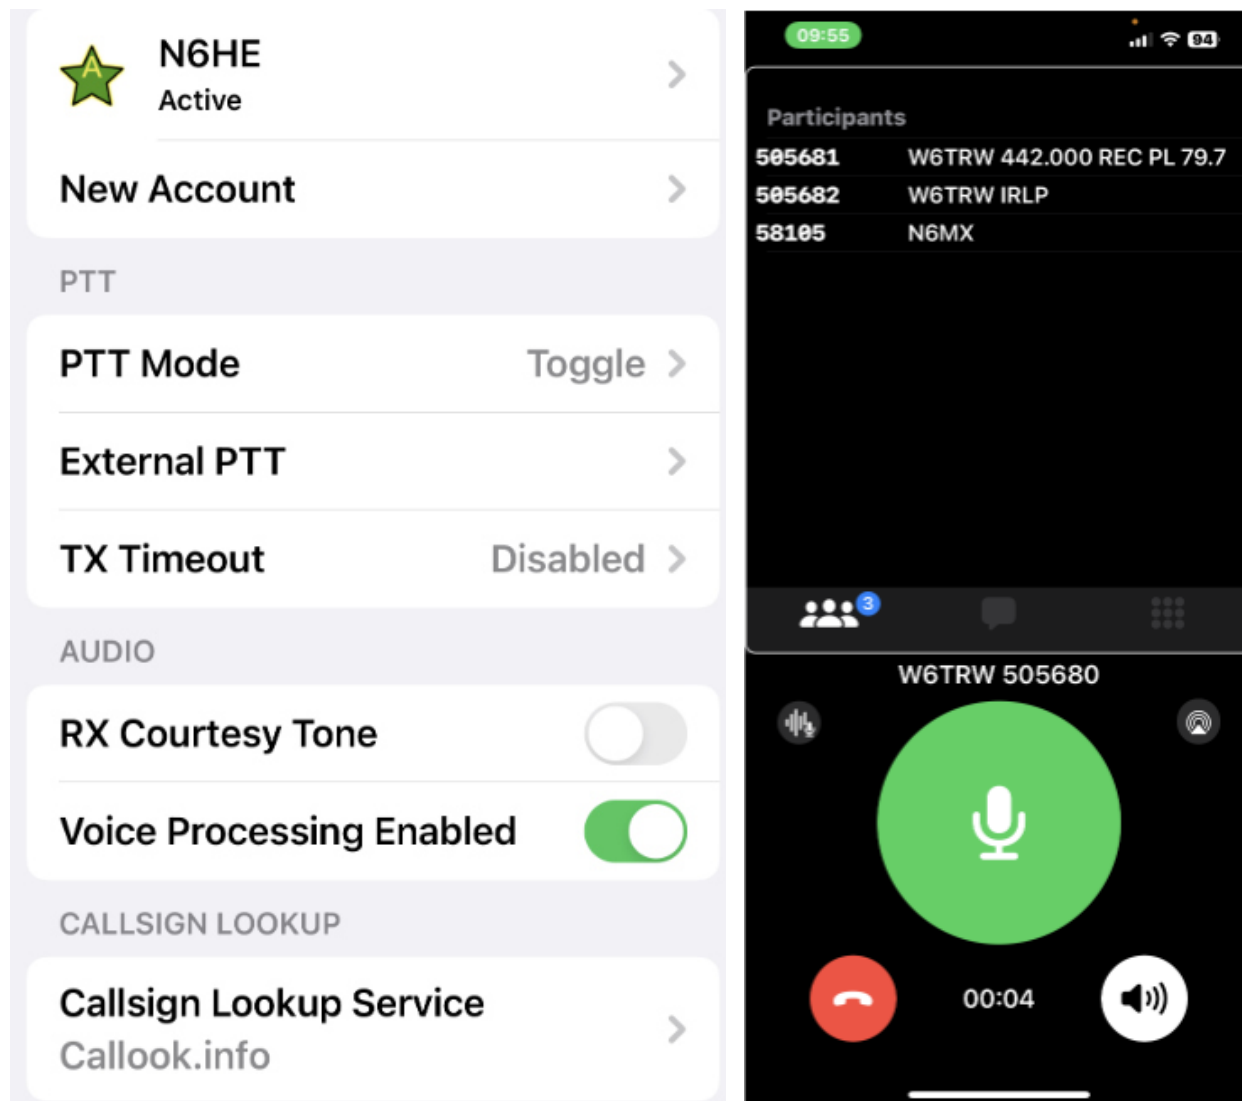 A
N6HE
Active
New Account
PTT
PTT Mode Toggle
External PTT
TX Timeout Disabled
AUDIO
RX Courtesy Tone
Voice Processing Enabled
CALLSIGN LOOKUP
Callsign Lookup Service
Callook.info
09:55 94
Participants
505681 W6TRW 442.000 REC PL 79.7
505682 W6TRW IRLP
58105 N6MX
3
W6TRW 505680
00:04